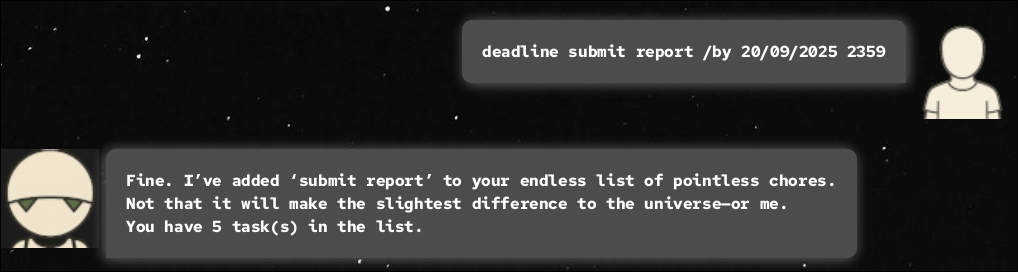 deadline submit report /by 20/09/2025 2359
Fine. I’ve added ‘submit report’ to your endless list of pointless chores.
Not that it will make the slightest difference to the universe—or me.
You have 5 task(s) in the list.